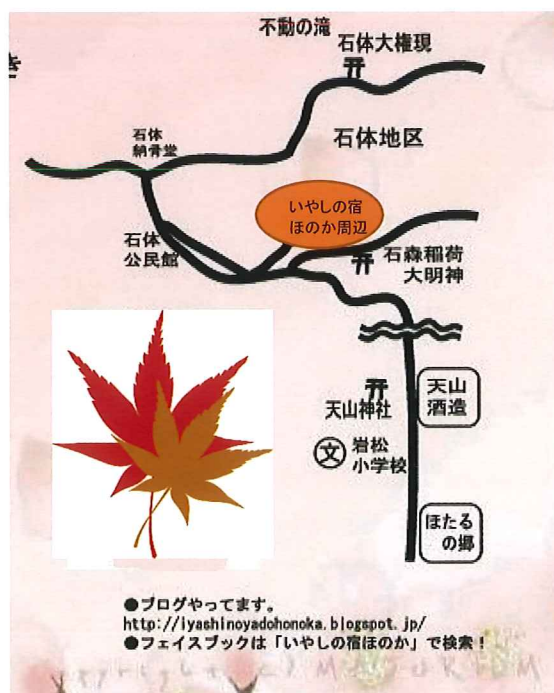 不動の滝
石体大権現
き
石体
納骨堂
石体地区
いやしの宿
ほのか周辺
石体
公民館
石森稲荷
大明神
天山神社
天山
酒造
文
岩松
小学校
ほたる
の郷
●ブログやってます。
http://iyashinoyadohonoka.blogspot.jp/
●フェイスブックは「いやしの宿ほのか」で検索！